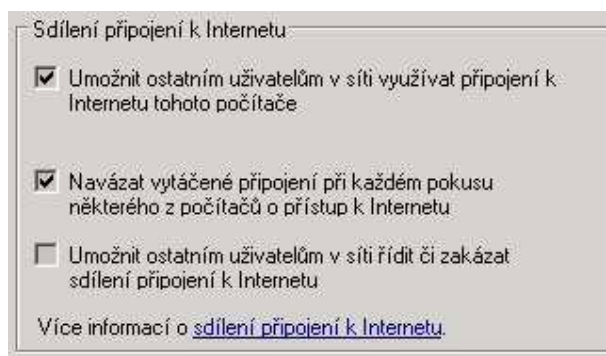 Sdílení připojení k Internetu
Umožnit ostatním uživatelům v síti využívat připojení k
Internetu tohoto počítače
Navázat vytáčené připojení při každém pokusu
některého z počítačů o přístup k Internetu
Umožnit ostatním uživatelům v síti řídit či zakázat
sdílení připojení k Internetu
Více informací o sdílení připojení k Internetu.